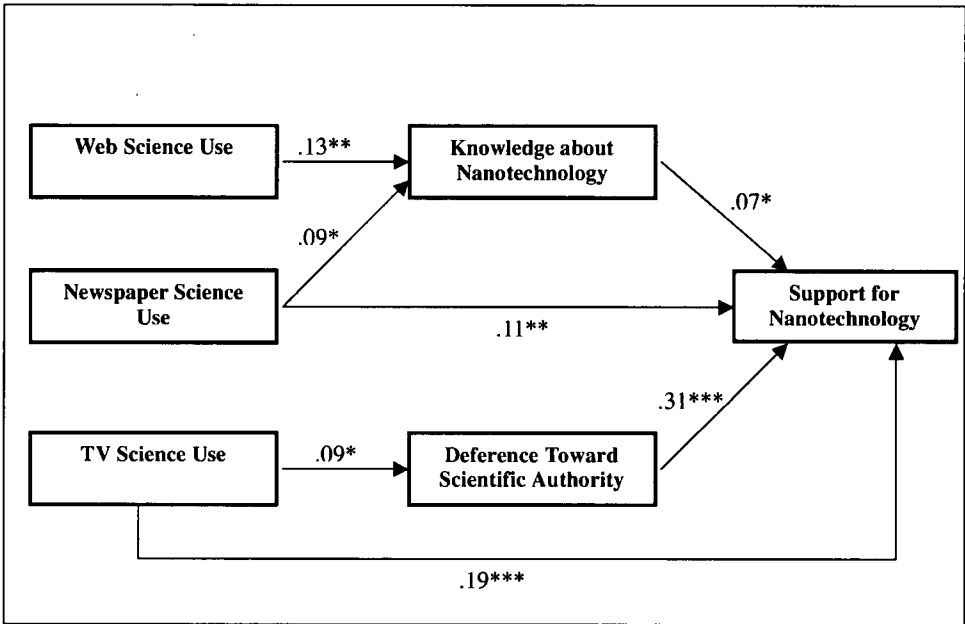 Web Science Use
.13**
Knowledge about
Nanotechnology
.07*
.09*
Newspaper Science
Use
.11**
Support for
Nanotechnology
.31***
TV Science Use
.09*
Deference Toward
Scientific Authority
.19***